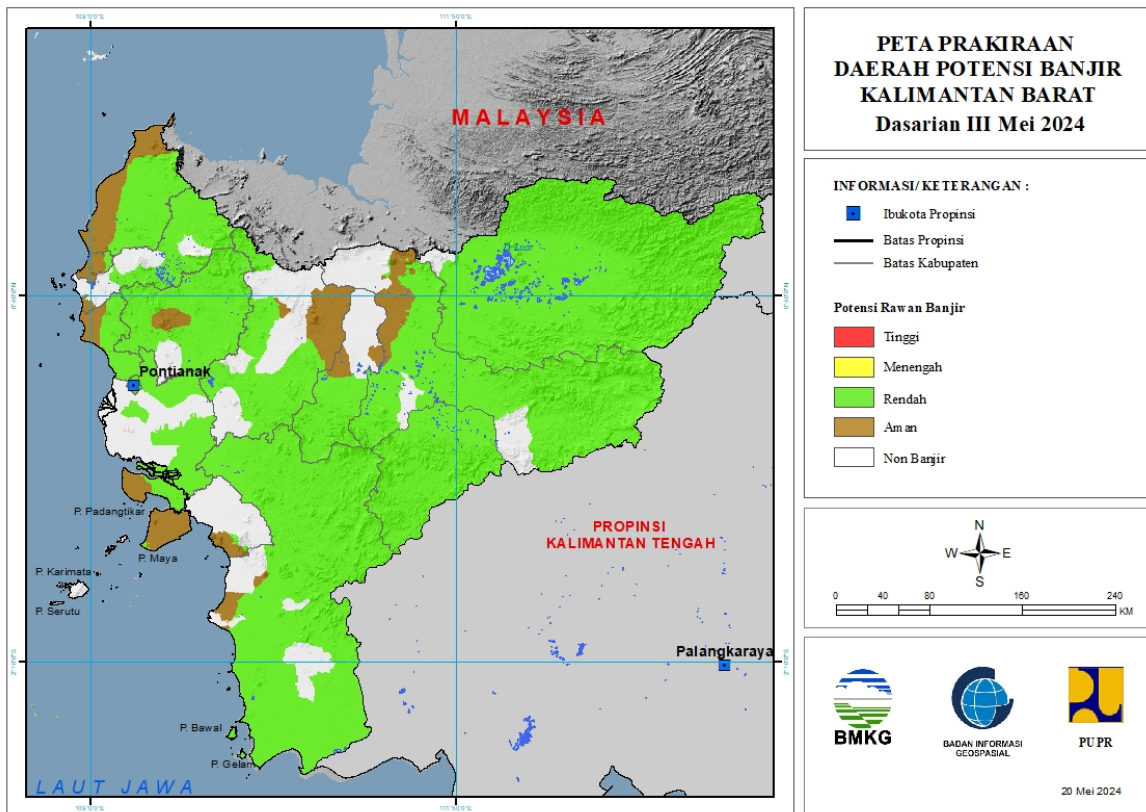 PETA PRAKIRAAN
DAERAH POTENSI BANJIR
KALIMANTAN BARAT
Dasarian III Mei 2024
INFORMASI/ KETERANGAN :
Ibukota Propinsi
Batas Propinsi
Batas Kabupaten
Potensi Rawan Banjir
Tinggi
Menengah
Rendah
Aman
Non Banjir
N
W E
S
0 40 80 160 240
KM
BMKG
BADAN INFORMASI
GEOSPASIAL
PUPR
20 Mei 2024
MALAYSIA
Pontianak
P. Padangtikar
P. Maya
P. Karimata
P. Serutu
PROPINSI
KALIMANTAN TENGAH
Palangkaraya
P. Bawal
P. Gelam
LAUT JAWA